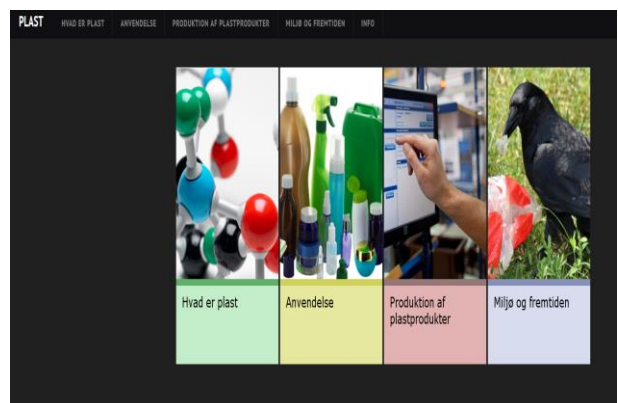 PLAST HVAD ER PLAST ANVENDELSE PRODUKTION AF PLASTPRODUKTER MILJØ OG FREMTIDEN INFO
Hvad er plast
Anvendelse
Produktion af
plastprodukter
Miljø og fremtiden